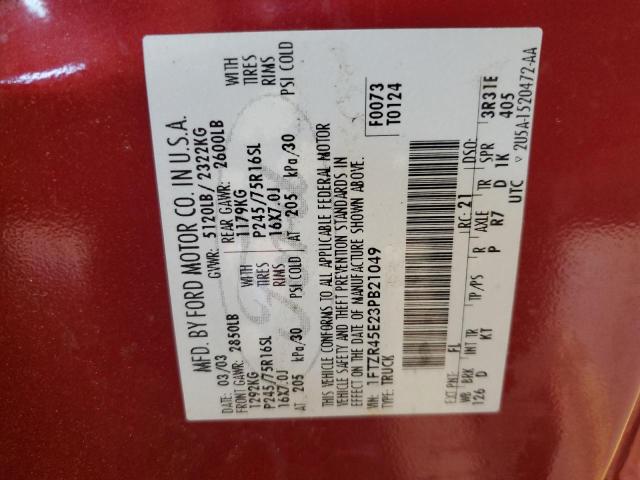 MFD. BY FORD MOTOR CO. IN U.S.A.
DATE: 03/03 GVWR: 5120LB/ 2322KG
FRONT GAWR: 2850LB REAR GAWR: 2600LB
1292KG WITH 1179KG WITH
P245/75R16SL TIRES P245/75R16SL TIRES
16X7.0J RIMS 16X7.0J RIMS
AT 205 kPa/30 PSI COLD AT 205 kPa/30 PSI COLD
THIS VEHICLE CONFORMS TO ALL APPLICABLE FEDERAL MOTOR
VEHICLE SAFETY AND THEFT PREVENTION STANDARDS IN
EFFECT ON THE DATE OF MANUFACTURE SHOWN ABOVE.
VIN: 1FTZR45E23PB21049 F0073
TYPE: TRUCK T0124
EXT PNT: FL RC: 21 DSO:
WB BRK INT TR TP/PS R AXLE TR SPR 3R31E
126 D KT P R7 D 1K 405
UTC ▽ 2U5A-1520472-AA